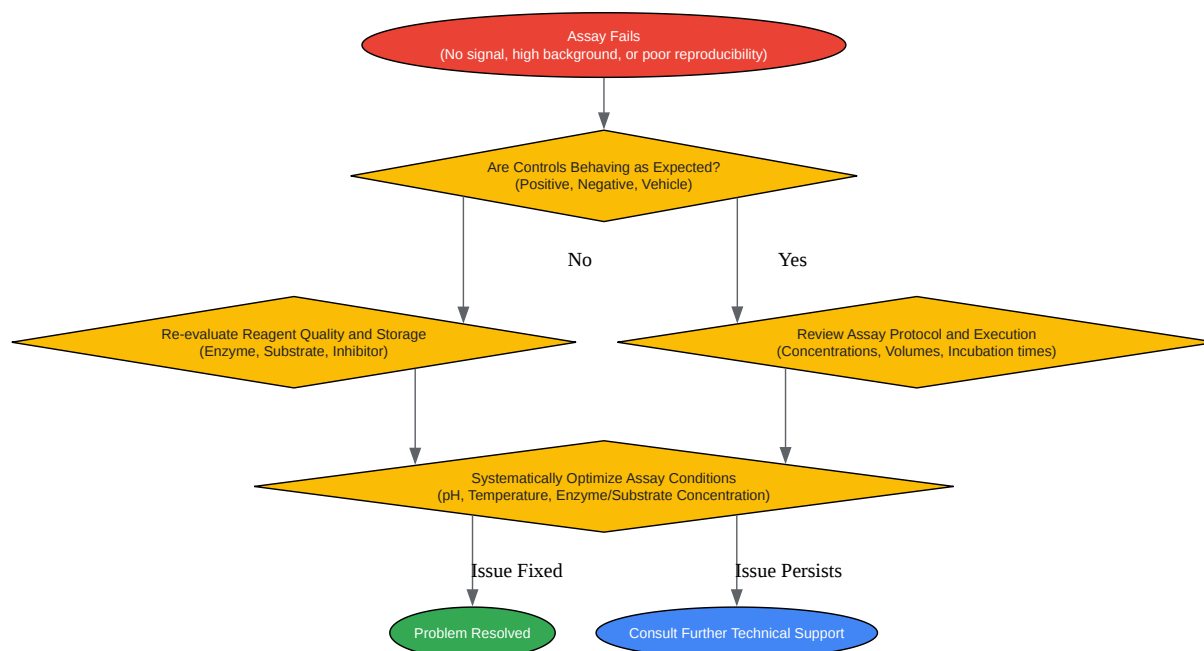 Assay Fails
(No signal, high background, or poor reproducibility)
Are Controls Behaving as Expected?
(Positive, Negative, Vehicle)
No
Yes
Re-evaluate Reagent Quality and Storage
(Enzyme, Substrate, Inhibitor)
Review Assay Protocol and Execution
(Concentrations, Volumes, Incubation times)
Systematically Optimize Assay Conditions
(pH, Temperature, Enzyme/Substrate Concentration)
Issue Fixed
Issue Persists
Problem Resolved
Consult Further Technical Support